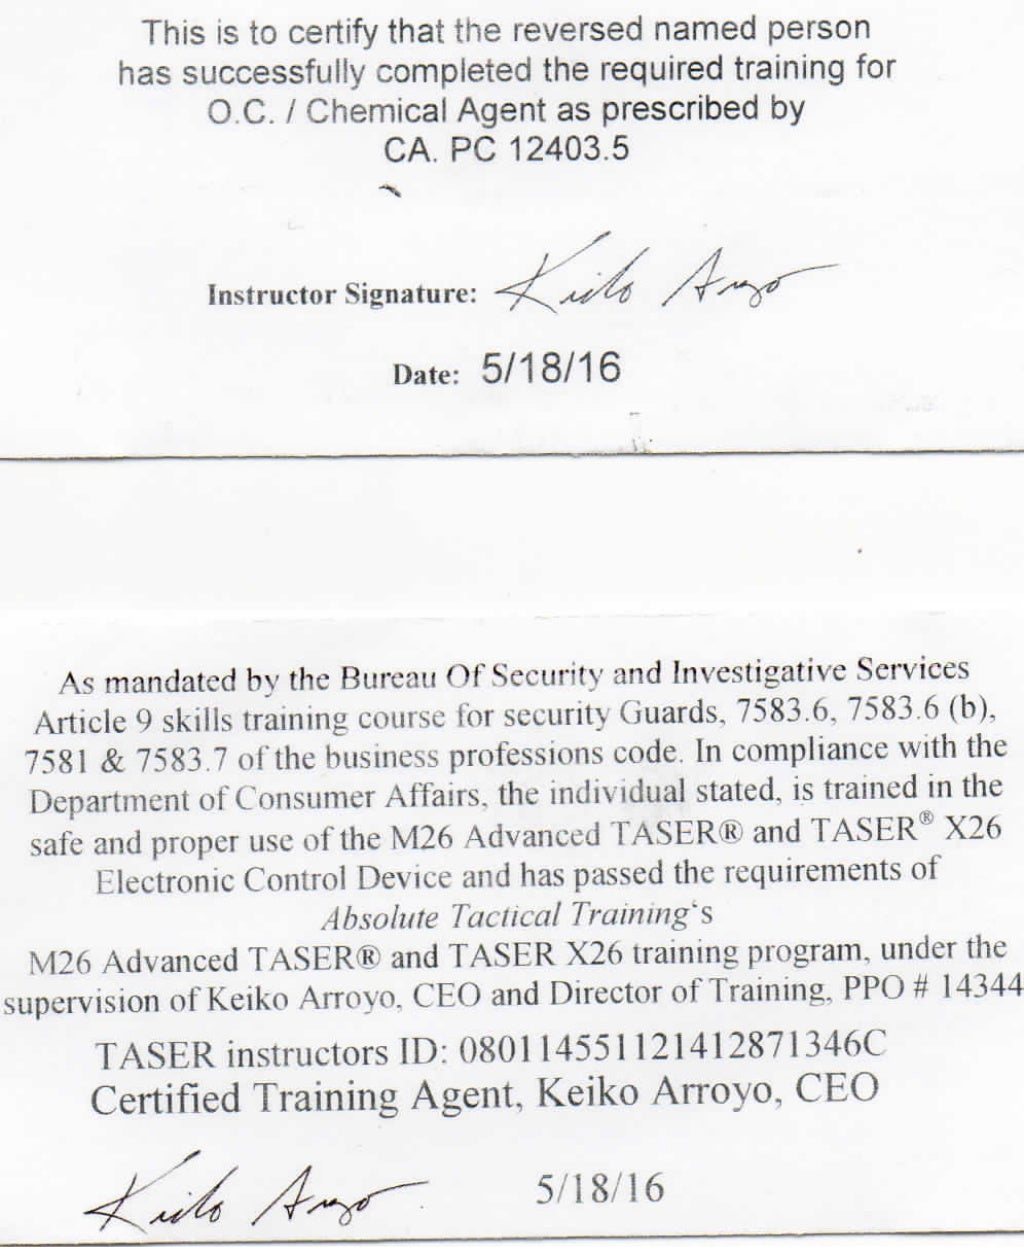 This is to certify that the reversed named person
has successfully completed the required training for
O.C. / Chemical Agent as prescribed by
CA. PC 12403.5
Instructor Signature: Keiko Arroyo
Date: 5/18/16
As mandated by the Bureau Of Security and Investigative Services
Article 9 skills training course for security Guards, 7583.6, 7583.6 (b),
7581 & 7583.7 of the business professions code. In compliance with the
Department of Consumer Affairs, the individual stated, is trained in the
safe and proper use of the M26 Advanced TASER® and TASER® X26
Electronic Control Device and has passed the requirements of
Absolute Tactical Training‘s
M26 Advanced TASER® and TASER X26 training program, under the
supervision of Keiko Arroyo, CEO and Director of Training, PPO # 14344
TASER instructors ID: 080114551121412871346C
Certified Training Agent, Keiko Arroyo, CEO
Keiko Arroyo 5/18/16